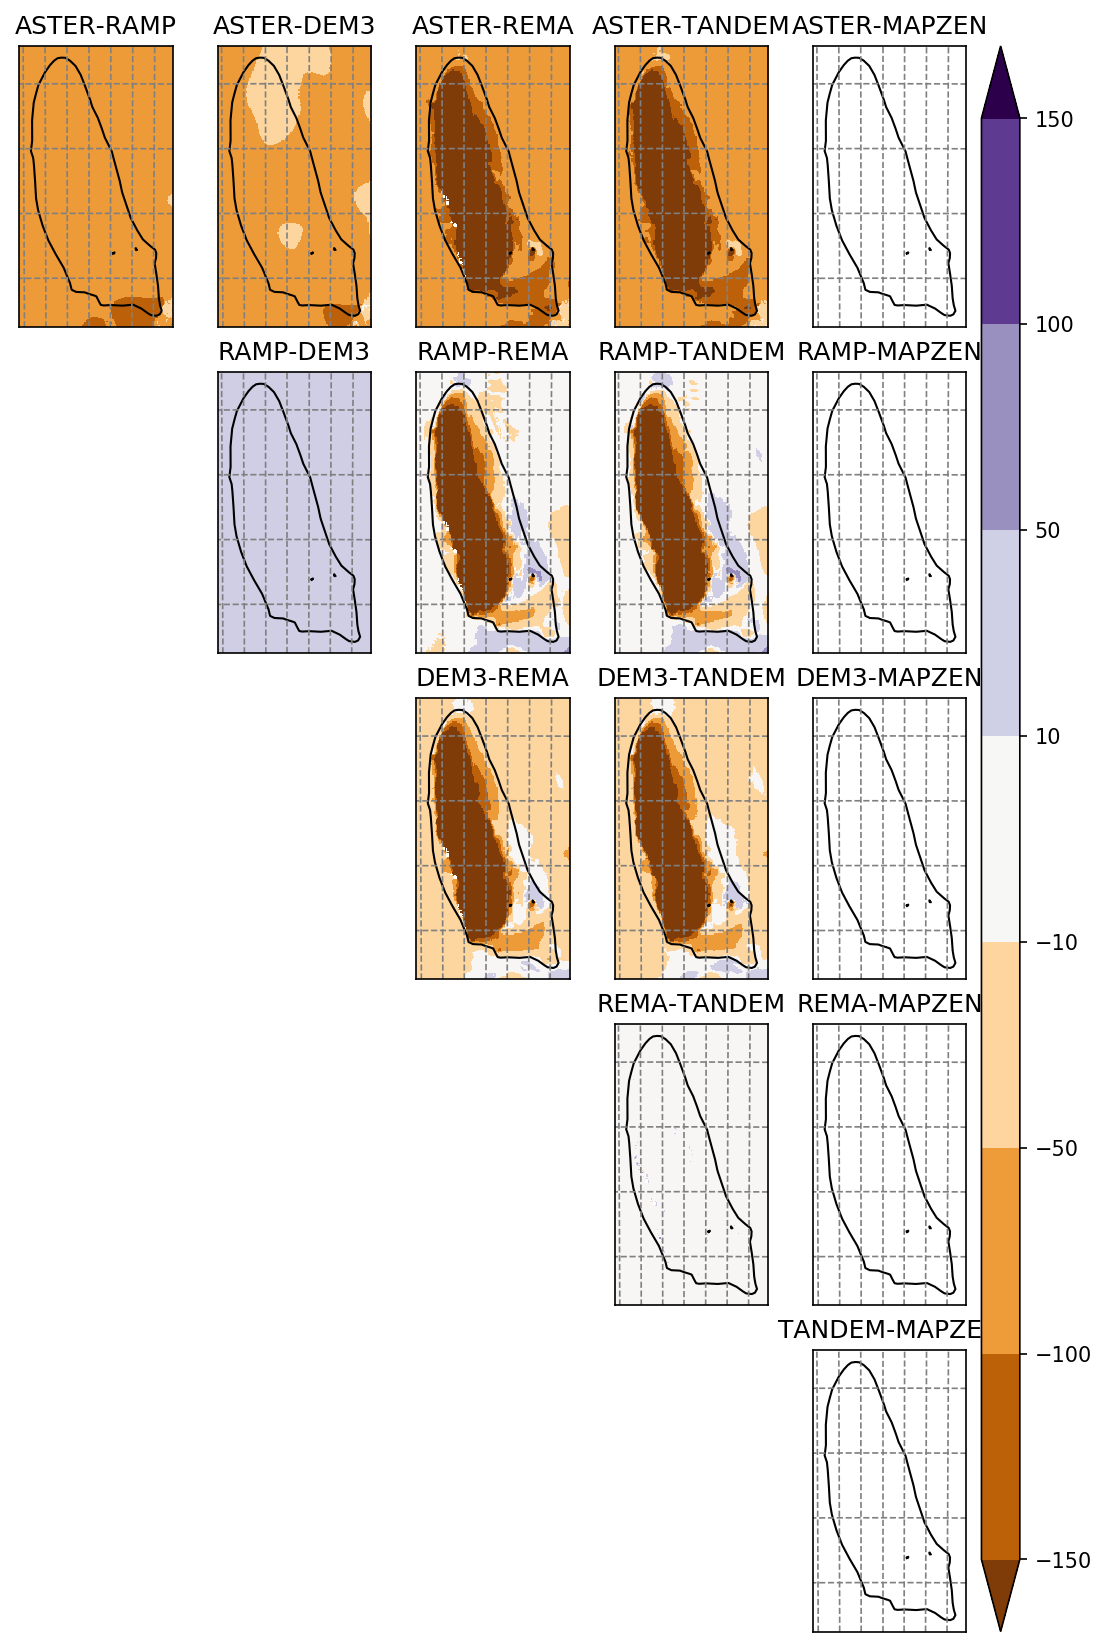 ASTER-RAMP ASTER-DEM3 ASTER-REMA ASTER-TANDEM ASTER-MAPZEN
150
RAMP-DEM3 RAMP-REMA RAMP-TANDEM RAMP-MAPZEN
100
50
DEM3-REMA DEM3-TANDEM DEM3-MAPZEN
10
−10
REMA-TANDEM REMA-MAPZEN
−50
TANDEM-MAPZE
−100
−150